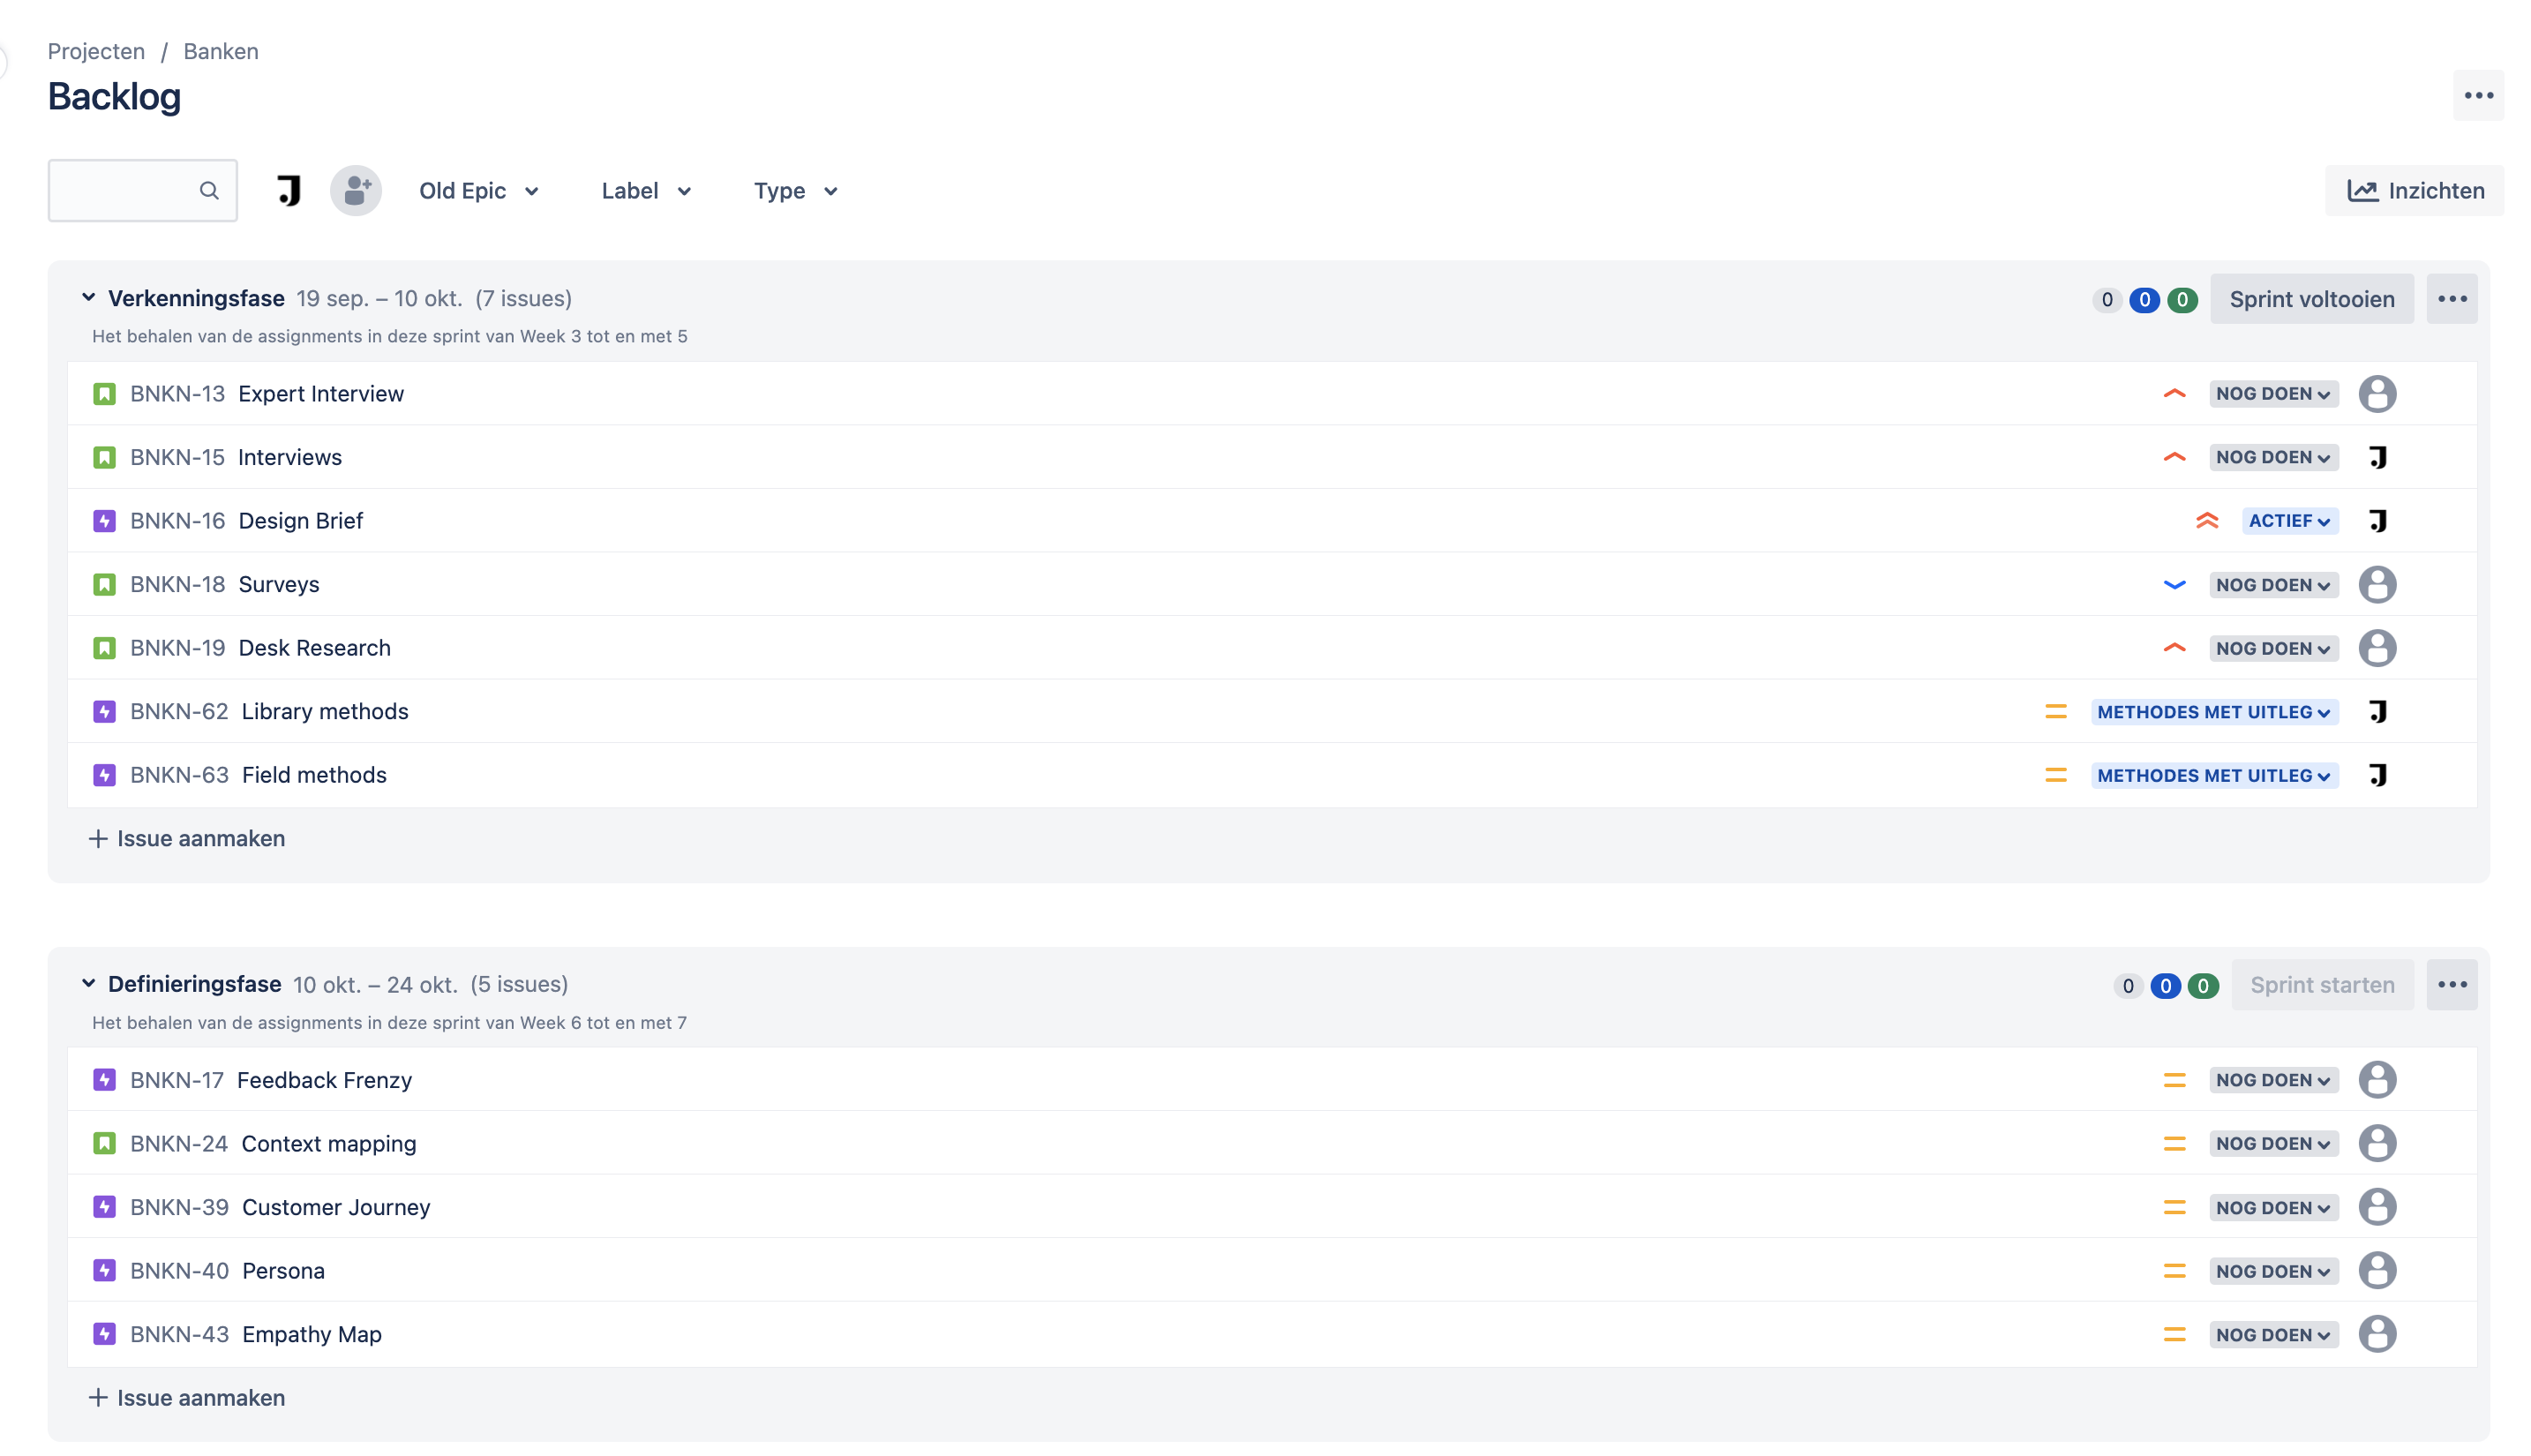 Projecten / Banken
Backlog
Old Epic Label Type Inzichten
Verkenningsfase 19 sep. – 10 okt. (7 issues) 0 0 0 Sprint voltooien
Het behalen van de assignments in deze sprint van Week 3 tot en met 5
BNKN-13 Expert Interview NOG DOEN
BNKN-15 Interviews NOG DOEN
BNKN-16 Design Brief ACTIEF
BNKN-18 Surveys NOG DOEN
BNKN-19 Desk Research NOG DOEN
BNKN-62 Library methods METHODES MET UITLEG
BNKN-63 Field methods METHODES MET UITLEG
+ Issue aanmaken
Definieringsfase 10 okt. – 24 okt. (5 issues) 0 0 0 Sprint starten
Het behalen van de assignments in deze sprint van Week 6 tot en met 7
BNKN-17 Feedback Frenzy NOG DOEN
BNKN-24 Context mapping NOG DOEN
BNKN-39 Customer Journey NOG DOEN
BNKN-40 Persona NOG DOEN
BNKN-43 Empathy Map NOG DOEN
+ Issue aanmaken